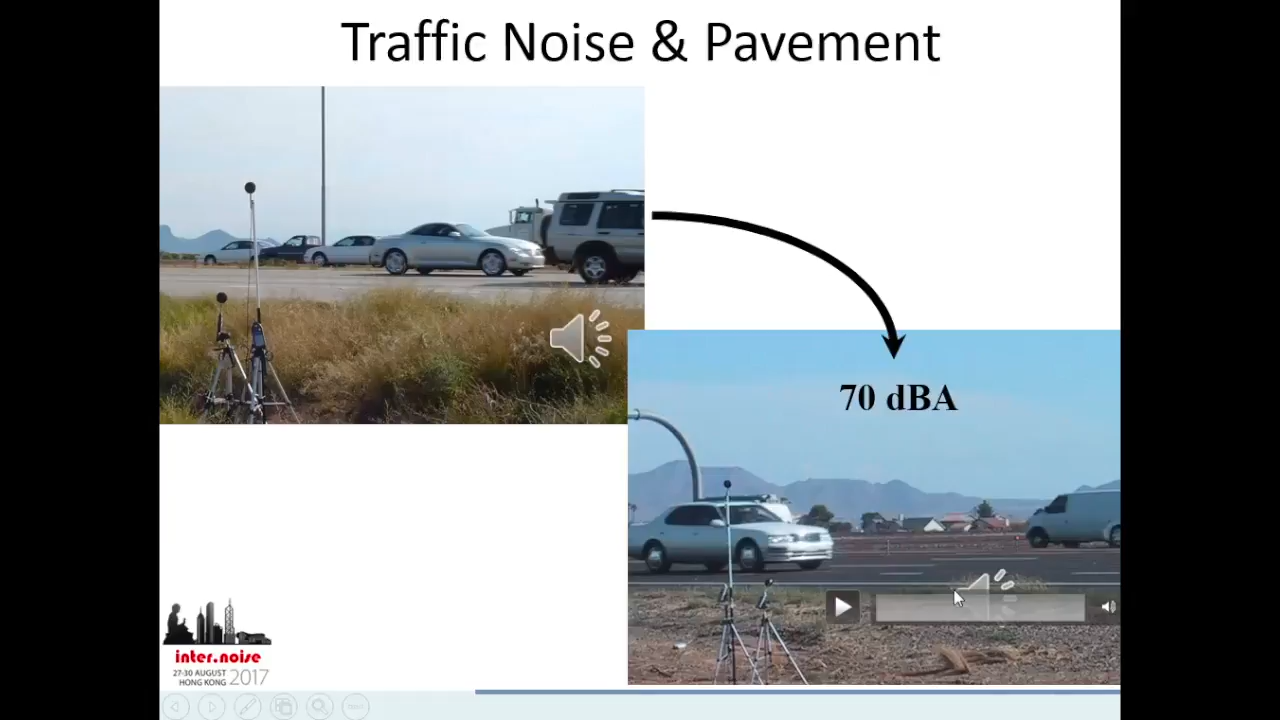 Traffic Noise & Pavement
70 dBA
inter.noise
27-30 AUGUST
HONG KONG 2017